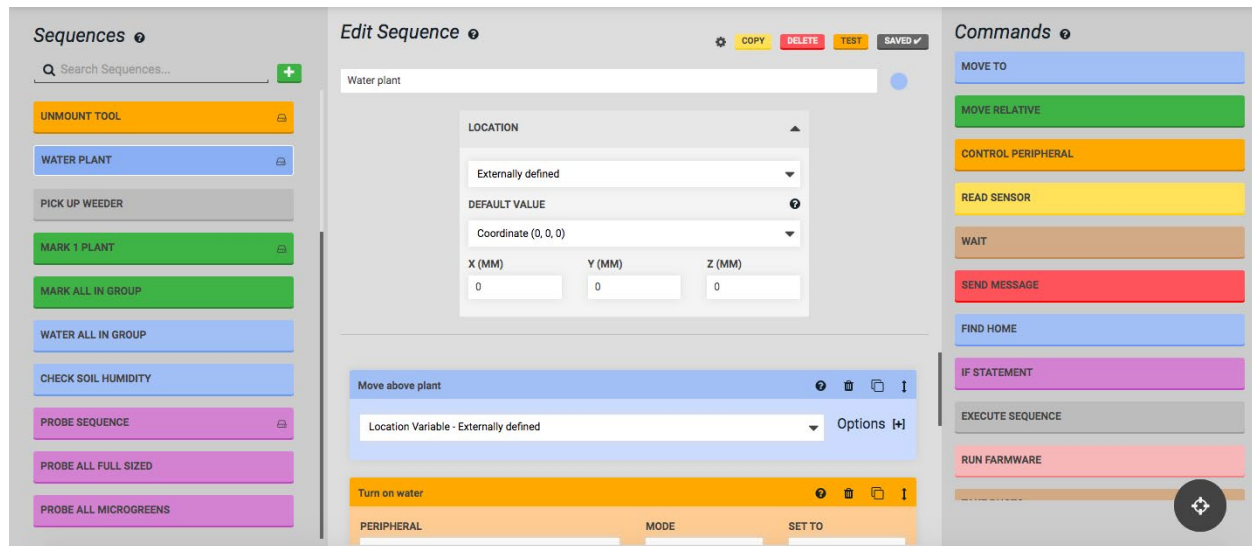 Sequences
Search Sequences...
UNMOUNT TOOL
WATER PLANT
PICK UP WEEDER
MARK 1 PLANT
MARK ALL IN GROUP
WATER ALL IN GROUP
CHECK SOIL HUMIDITY
PROBE SEQUENCE
PROBE ALL FULL SIZED
PROBE ALL MICROGREENS
Edit Sequence
COPY DELETE TEST SAVED ✔
Water plant
LOCATION
Externally defined
DEFAULT VALUE
Coordinate (0, 0, 0)
X (MM) Y (MM) Z (MM)
0 0 0
Move above plant
Location Variable - Externally defined
Options [+]
Turn on water
PERIPHERAL MODE SET TO
Commands
MOVE TO
MOVE RELATIVE
CONTROL PERIPHERAL
READ SENSOR
WAIT
SEND MESSAGE
FIND HOME
IF STATEMENT
EXECUTE SEQUENCE
RUN FARMWARE